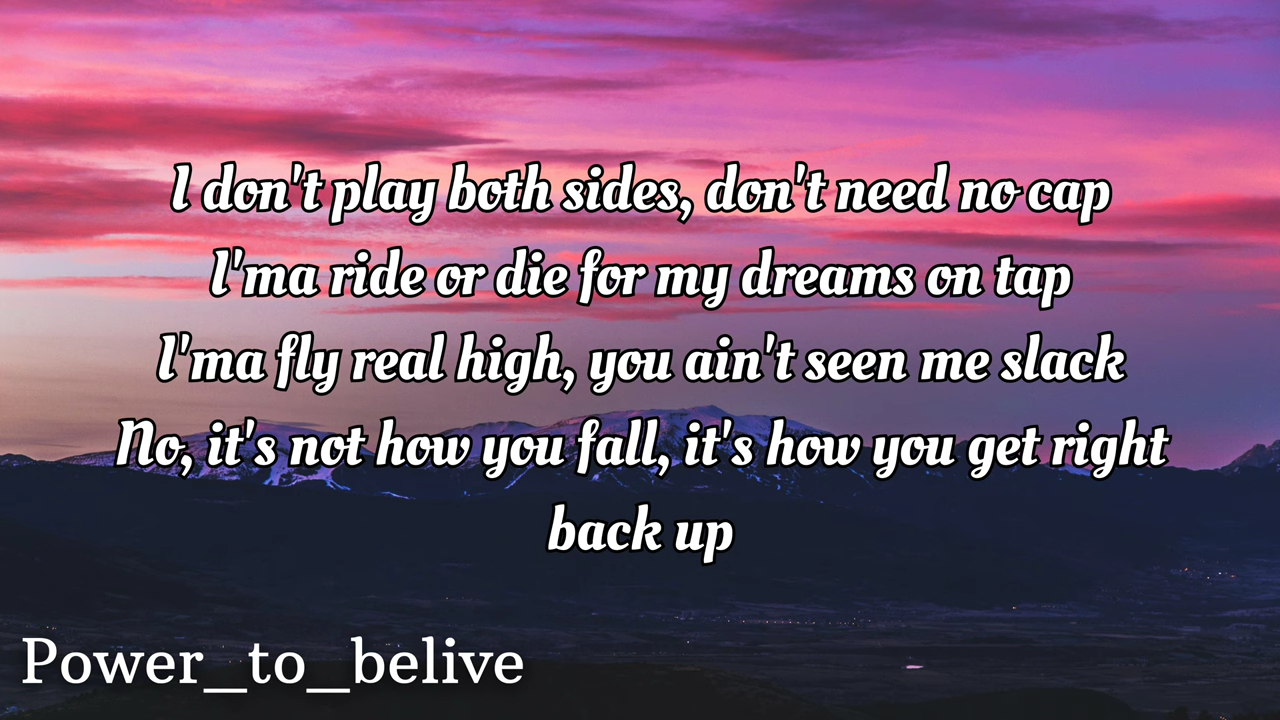 I don't play both sides, don't need no cap
I'ma ride or die for my dreams on tap
I'ma fly real high, you ain't seen me slack
No, it's not how you fall, it's how you get right
back up
Power_to_belive